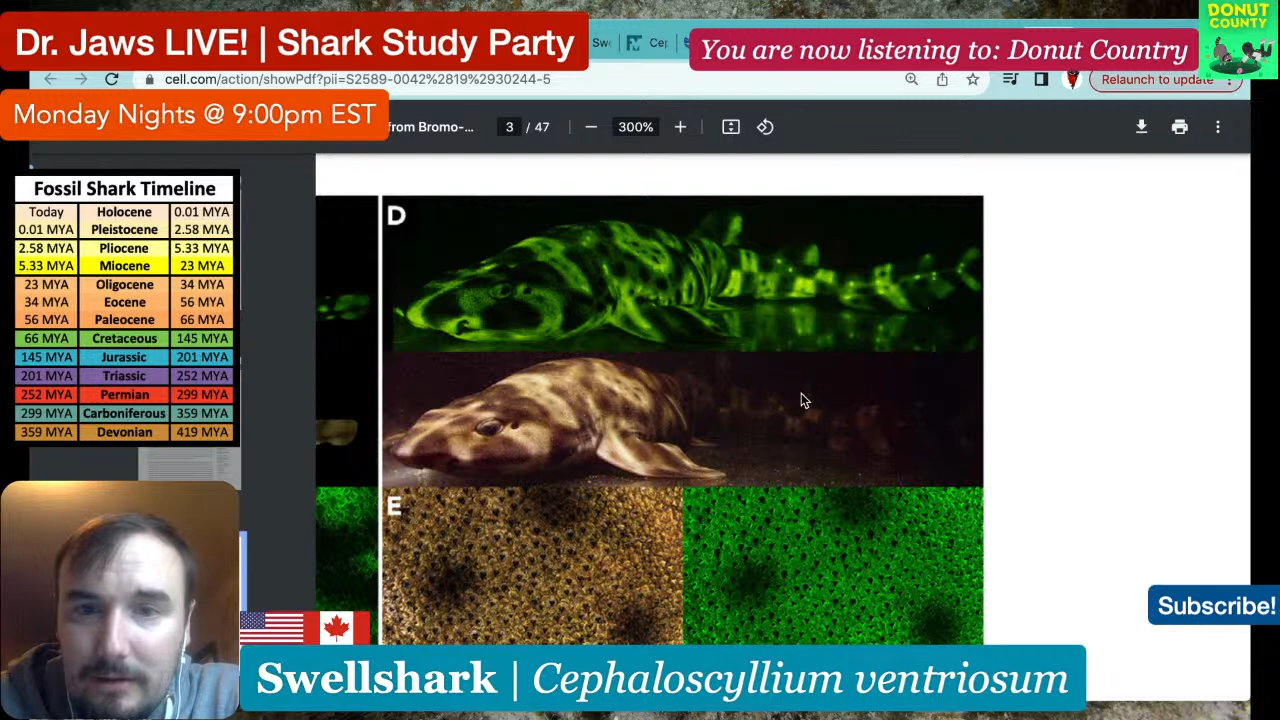 Dr. Jaws LIVE! | Shark Study Party
You are now listening to: Donut Country
DONUT
COUNTY
cell.com/action/showPdf?pii=S2589-0042%2819%2930244-5
Relaunch to update
Monday Nights @ 9:00pm EST
from Bromo-...
3 / 47
300%
Fossil Shark Timeline
Today Holocene 0.01 MYA
0.01 MYA Pleistocene 2.58 MYA
2.58 MYA Pliocene 5.33 MYA
5.33 MYA Miocene 23 MYA
23 MYA Oligocene 34 MYA
34 MYA Eocene 56 MYA
56 MYA Paleocene 66 MYA
66 MYA Cretaceous 145 MYA
145 MYA Jurassic 201 MYA
201 MYA Triassic 252 MYA
252 MYA Permian 299 MYA
299 MYA Carboniferous 359 MYA
359 MYA Devonian 419 MYA
D
E
Subscribe!
Swellshark | Cephaloscyllium ventriosum